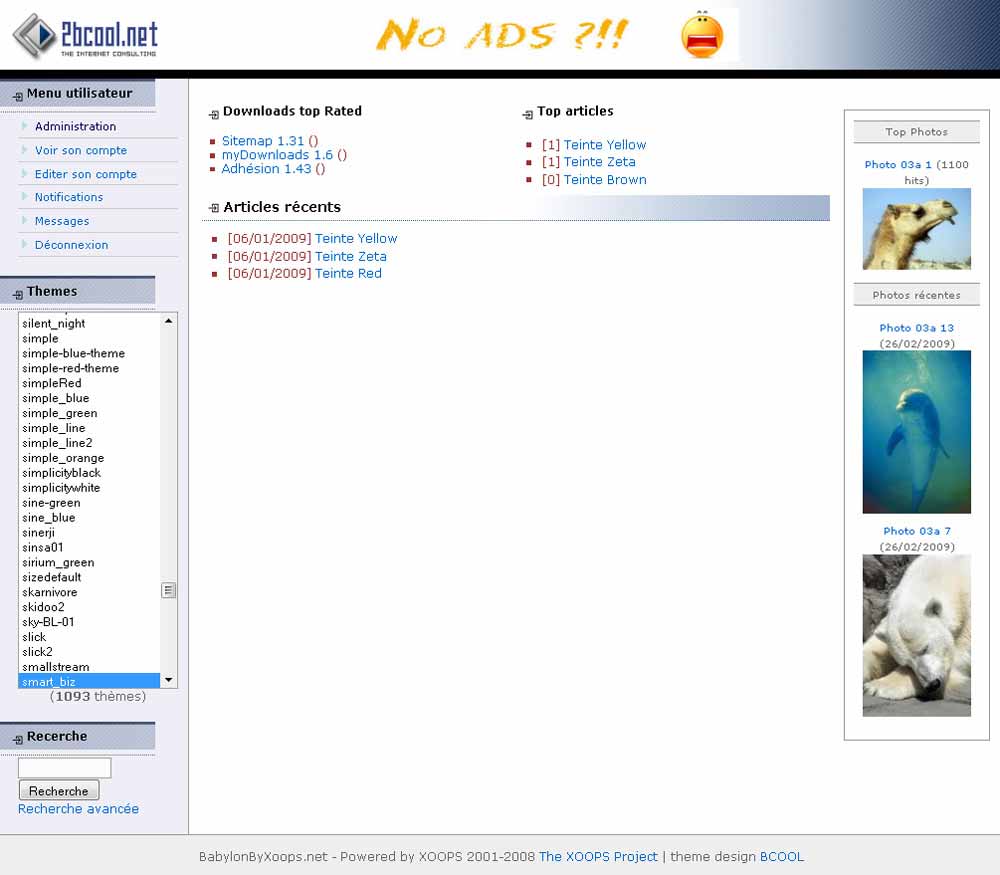 2bcool.net
THE INTERNET CONSULTING
No ADS ?!!
Menu utilisateur
Administration
Voir son compte
Editer son compte
Notifications
Messages
Déconnexion
Themes
silent_night
simple
simple-blue-theme
simple-red-theme
simpleRed
simple_blue
simple_green
simple_line
simple_line2
simple_orange
simplicityblack
simplicitywhite
sine-green
sine_blue
sinerji
sinsa01
sirium_green
sizedefault
skarnivore
skidoo2
sky-BL-01
slick
slick2
smallstream
smart_biz
(1093 thèmes)
Recerche
Recherche
Recherche avancée
Downloads top Rated
Sitemap 1.31 ()
myDownloads 1.6 ()
Adhésion 1.43 ()
Top articles
[1] Teinte Yellow
[1] Teinte Zeta
[0] Teinte Brown
Articles récents
[06/01/2009] Teinte Yellow
[06/01/2009] Teinte Zeta
[06/01/2009] Teinte Red
Top Photos
Photo 03a 1 (1100
hits)
Photos récentes
Photo 03a 13
(26/02/2009)
Photo 03a 7
(26/02/2009)
BabylonByXoops.net - Powered by XOOPS 2001-2008 The XOOPS Project | theme design BCOOL